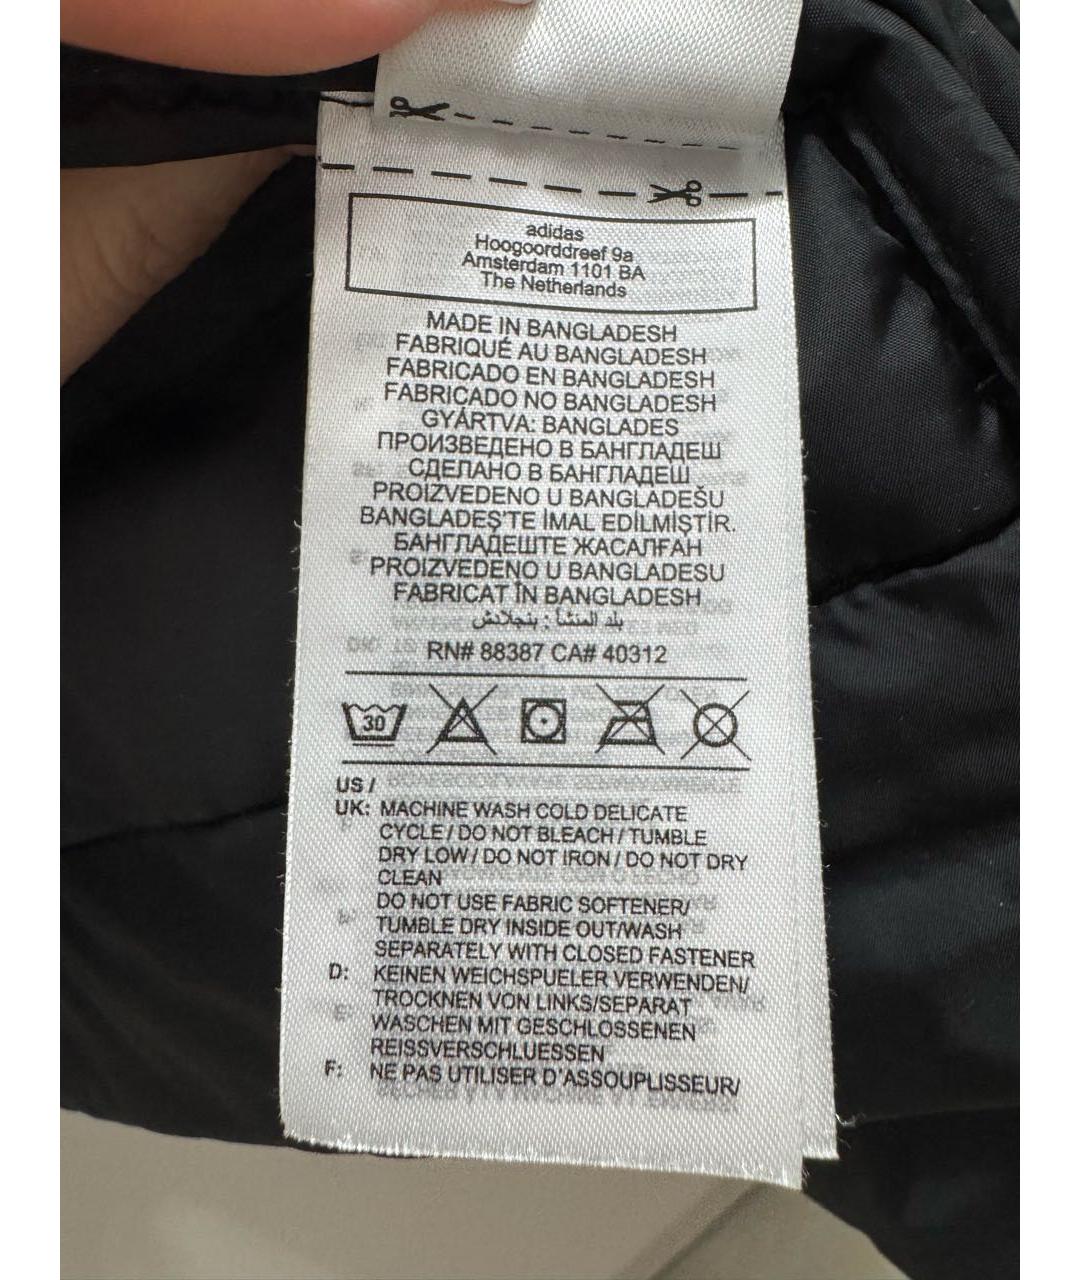 adidas
Hoogoorddreef 9a
Amsterdam 1101 BA
The Netherlands
MADE IN BANGLADESH
FABRIQUÉ AU BANGLADESH
FABRICADO EN BANGLADESH
FABRICADO NO BANGLADESH
GYÁRTVA: BANGLADES
ПРОИЗВЕДЕНО В БАНГЛАДЕШ
СДЕЛАНО В БАНГЛАДЕШ
PROIZVEDENO U BANGLADEŠU
BANGLADEŞ'TE İMAL EDİLMİŞTİR.
БАНГЛАДЕШТЕ ЖАСАЛҒАН
PROIZVEDENO U BANGLADESU
FABRICAT ÎN BANGLADESH
بلد المنشأ : بنجلادش
RN# 88387 CA# 40312
30
US /
UK: MACHINE WASH COLD DELICATE
CYCLE / DO NOT BLEACH / TUMBLE
DRY LOW / DO NOT IRON / DO NOT DRY
CLEAN
DO NOT USE FABRIC SOFTENER/
TUMBLE DRY INSIDE OUT/WASH
SEPARATELY WITH CLOSED FASTENER
D: KEINEN WEICHSPUELER VERWENDEN/
TROCKNEN VON LINKS/SEPARAT
WASCHEN MIT GESCHLOSSENEN
REISSVERSCHLUESSEN
F: NE PAS UTILISER D'ASSOUPLISSEUR/